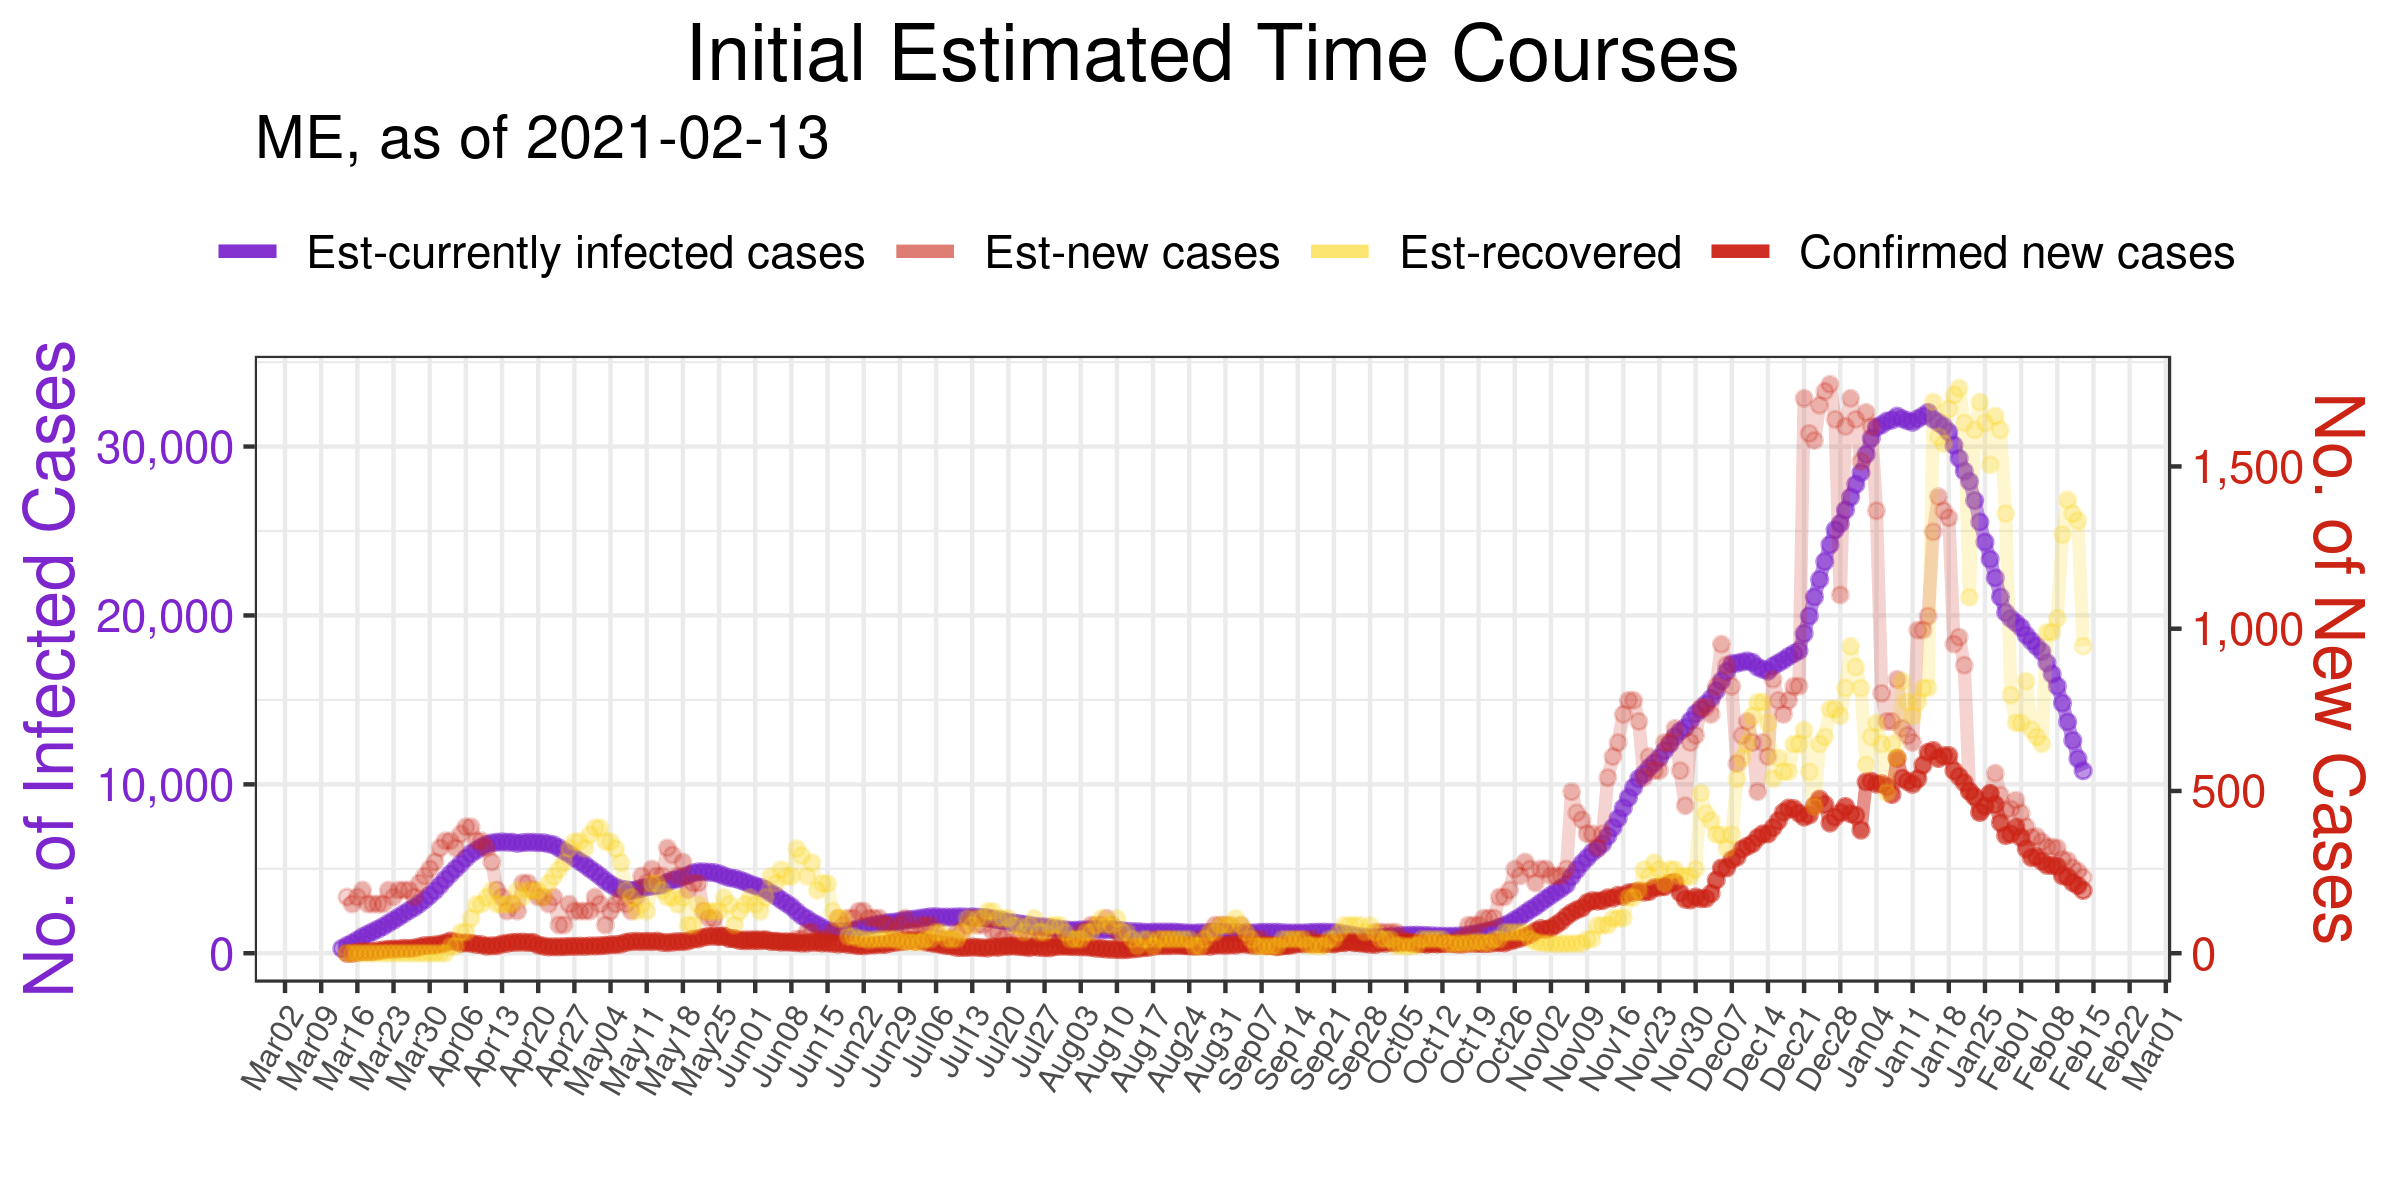 Initial Estimated Time Courses
ME, as of 2021-02-13
Est-currently infected cases Est-new cases Est-recovered Confirmed new cases
No. of Infected Cases
30,000
20,000
10,000
0
No. of New Cases
1,500
1,000
500
0
Mar02 Mar09 Mar16 Mar23 Mar30 Apr06 Apr13 Apr20 Apr27 May04 May11 May18 May25 Jun01 Jun08 Jun15 Jun22 Jun29 Jul06 Jul13 Jul20 Jul27 Aug03 Aug10 Aug17 Aug24 Aug31 Sep07 Sep14 Sep21 Sep28 Oct05 Oct12 Oct19 Oct26 Nov02 Nov09 Nov16 Nov23 Nov30 Dec07 Dec14 Dec21 Dec28 Jan04 Jan11 Jan18 Jan25 Feb01 Feb08 Feb15 Feb22 Mar01